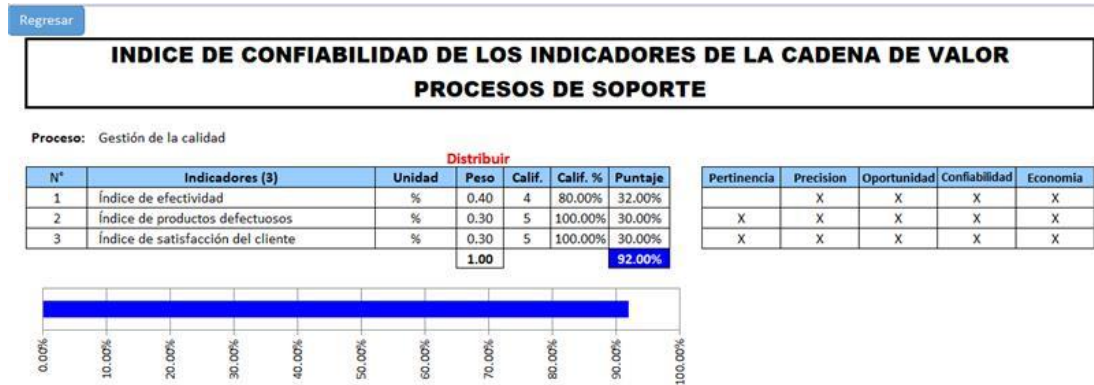 Regresar
INDICE DE CONFIABILIDAD DE LOS INDICADORES DE LA CADENA DE VALOR
PROCESOS DE SOPORTE
Proceso: Gestión de la calidad
Distribuir
N° Indicadores (3) Unidad Peso Calif. Calif. % Puntaje Pertinencia Precision Oportunidad Confiabilidad Economia
1 Índice de efectividad % 0.40 4 80.00% 32.00% X X X X
2 Índice de productos defectuosos % 0.30 5 100.00% 30.00% X X X X X
3 Índice de satisfacción del cliente % 0.30 5 100.00% 30.00% X X X X X
1.00 92.00%
0.00% 10.00% 20.00% 30.00% 40.00% 50.00% 60.00% 70.00% 80.00% 90.00% 100.00%